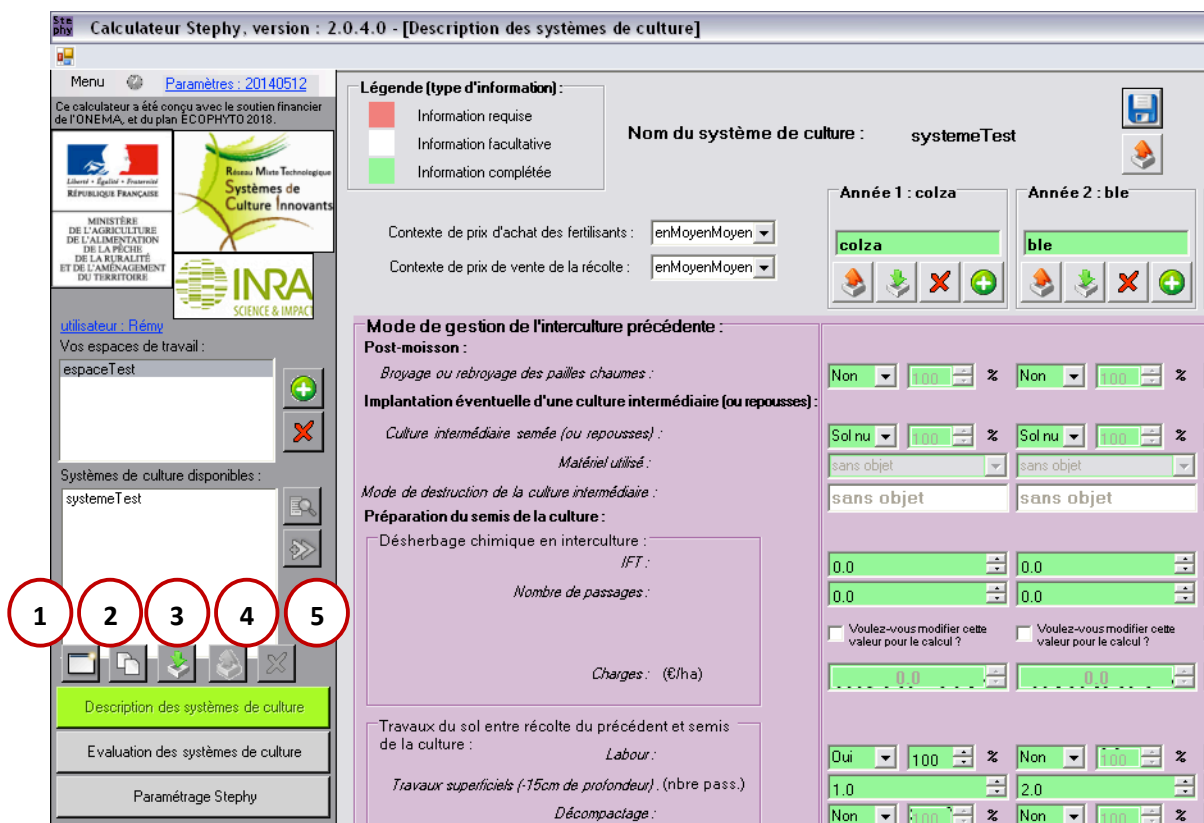 Ste
phy
Calculateur Stephy, version : 2.0.4.0 - [Description des systèmes de culture]
Menu
Paramètres : 20140512
Ce calculateur a été conçu avec le soutien financier
de l'ONEMA, et du plan ECOPHYTO 2018.
Liberté • Égalité • Fraternité
RÉPUBLIQUE FRANÇAISE
MINISTÈRE
DE L'AGRICULTURE
DE L'ALIMENTATION
DE LA PÊCHE
DE LA RURALITÉ
ET DE L'AMÉNAGEMENT
DU TERRITOIRE
Réseau Mixte Technologique
Systèmes de
Culture Innovants
INRA
SCIENCE & IMPACT
utilisateur : Rémy
Vos espaces de travail :
espaceTest
Systèmes de culture disponibles :
systemeTest
1 2 3 4 5
Description des systèmes de culture
Evaluation des systèmes de culture
Paramétrage Stephy
Légende (type d'information) :
Information requise
Information facultative
Information complétée
Nom du système de culture : systemeTest
Contexte de prix d'achat des fertilisants : enMoyenMoyen
Contexte de prix de vente de la récolte : enMoyenMoyen
Année 1 : colza Année 2 : ble
colza ble
Mode de gestion de l'interculture précédente :
Post-moisson :
Broyage ou rebroyage des pailles chaumes : Non 100 % Non 100 %
Implantation éventuelle d'une culture intermédiaire (ou repousses) :
Culture intermédiaire semée (ou repousses) : Sol nu 100 % Sol nu 100 %
Matériel utilisé : sans objet sans objet
Mode de destruction de la culture intermédiaire : sans objet sans objet
Préparation du semis de la culture :
Désherbage chimique en interculture :
IFT : 0.0 0.0
Nombre de passages : 0.0 0.0
Voulez-vous modifier cette Voulez-vous modifier cette
valeur pour le calcul ? valeur pour le calcul ?
Charges : (€/ha) 0.0 0.0
Travaux du sol entre récolte du précédent et semis
de la culture :
Labour : Oui 100 % Non 100 %
Travaux superficiels (-15cm de profondeur) . (nbre pass.) 1.0 2.0
Décompactage : Non 100 % Non 100 %